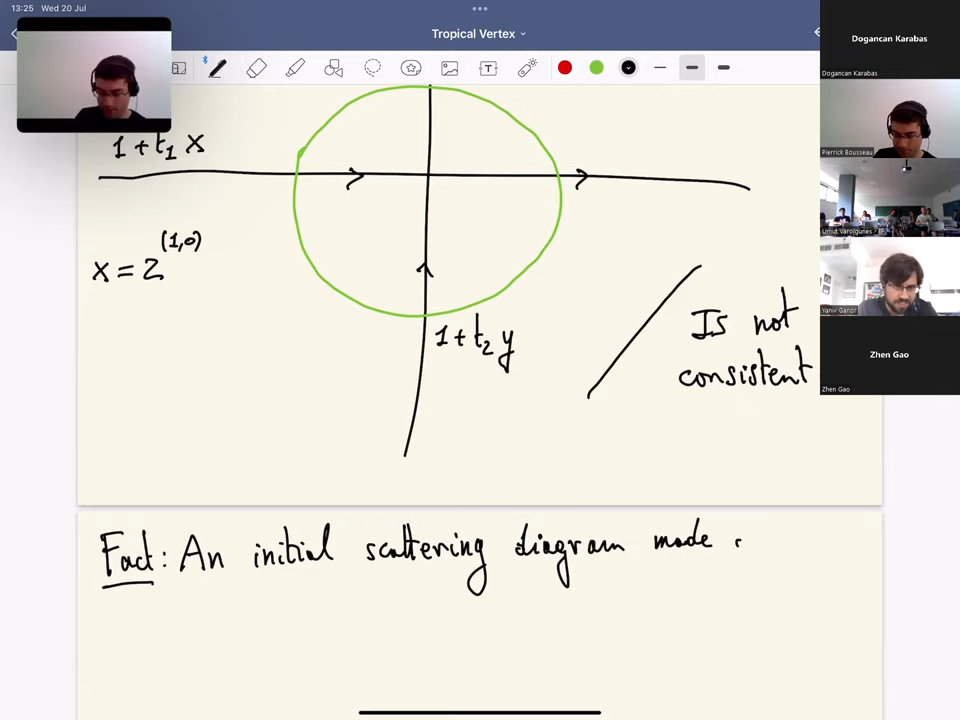 13:25 Wed 20 Jul
Tropical Vertex
Dogancan Karabas
Dogancan Karabas
Pierrick Bousseau
Umut Varolgunes
Yaniv Ganor
Zhen Gao
Zhen Gao
1 + t₁ x
x = z^(1,0)
1 + t₂ y
Is not
consistent
Fact: An initial scattering diagram made